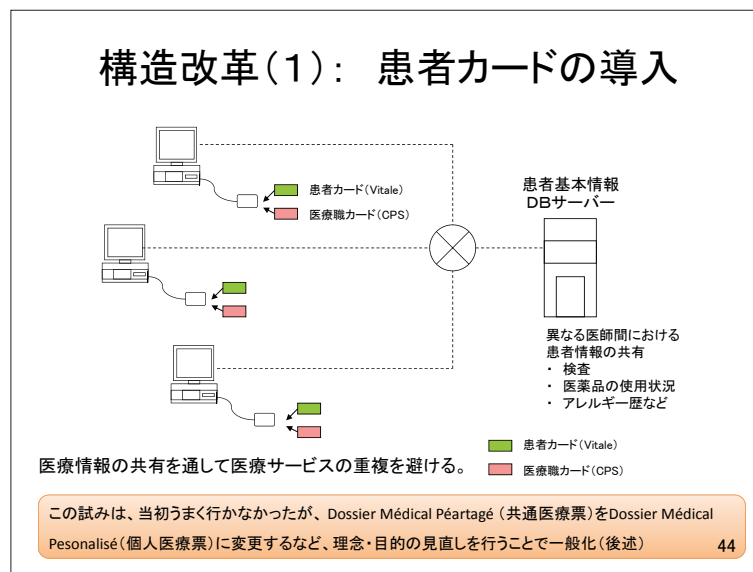 構造改革(1): 患者カードの導入
患者カード(Vitale)
医療職カード(CPS)
患者基本情報
DBサーバー
異なる医師間における
患者情報の共有
・ 検査
・ 医薬品の使用状況
・ アレルギー歴など
患者カード(Vitale)
医療職カード(CPS)
医療情報の共有を通して医療サービスの重複を避ける。
この試みは、当初うまく行かなかったが、Dossier Médical Péartagé (共通医療票)をDossier Médical
Pesonalisé(個人医療票)に変更するなど、理念・目的の見直しを行うことで一般化(後述)
44